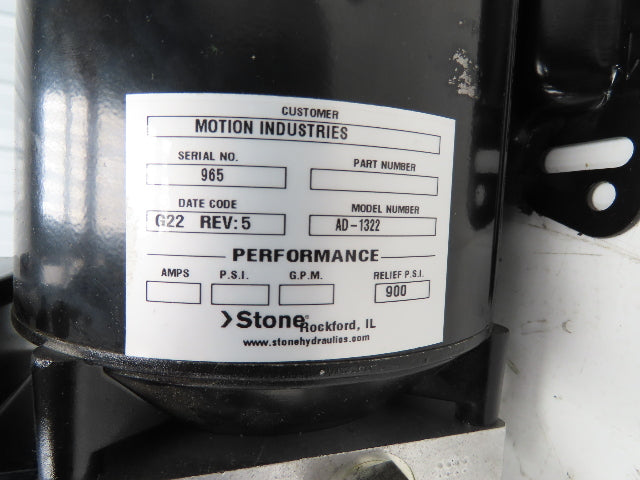 CUSTOMER
MOTION INDUSTRIES
SERIAL NO. PART NUMBER
965
DATE CODE MODEL NUMBER
G22 REV: 5 AD-1322
PERFORMANCE
AMPS P.S.I. G.P.M. RELIEF P.S.I.
900
Stone® Rockford, IL
www.stonehydraulics.com